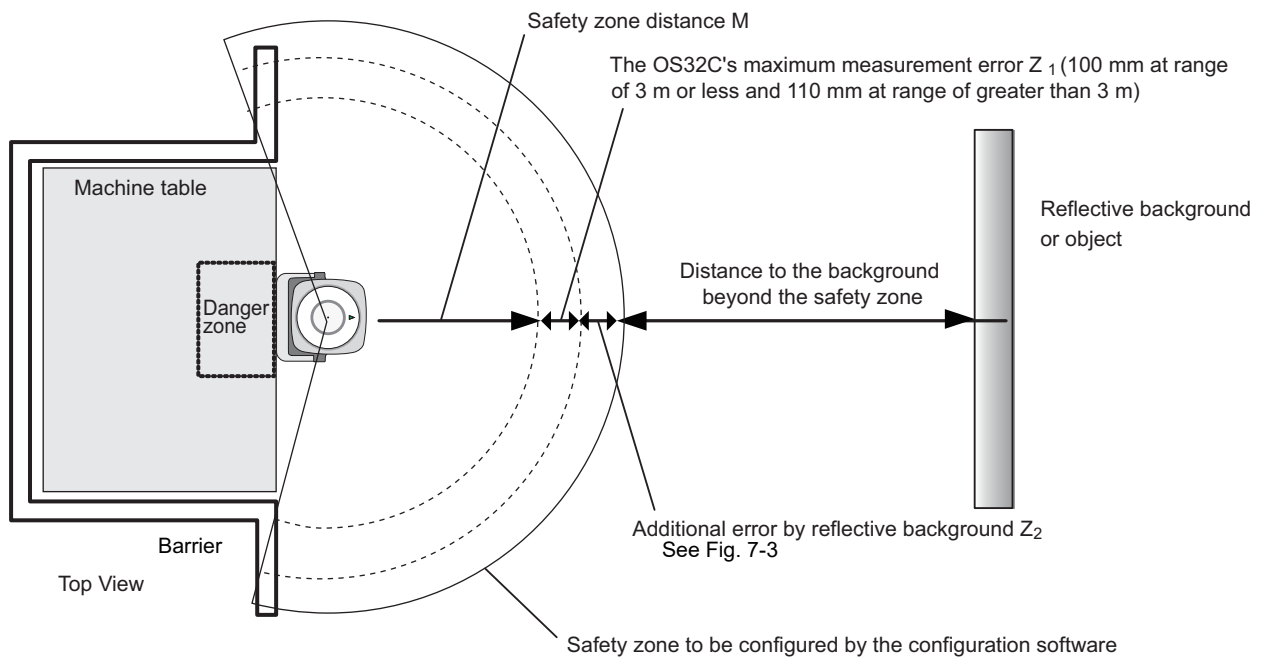 Safety zone distance M
The OS32C's maximum measurement error Z 1 (100 mm at range
of 3 m or less and 110 mm at range of greater than 3 m)
Machine table
Reflective background
or object
Distance to the background
beyond the safety zone
Danger
zone
Additional error by reflective background Z2
See Fig. 7-3
Barrier
Top View
Safety zone to be configured by the configuration software